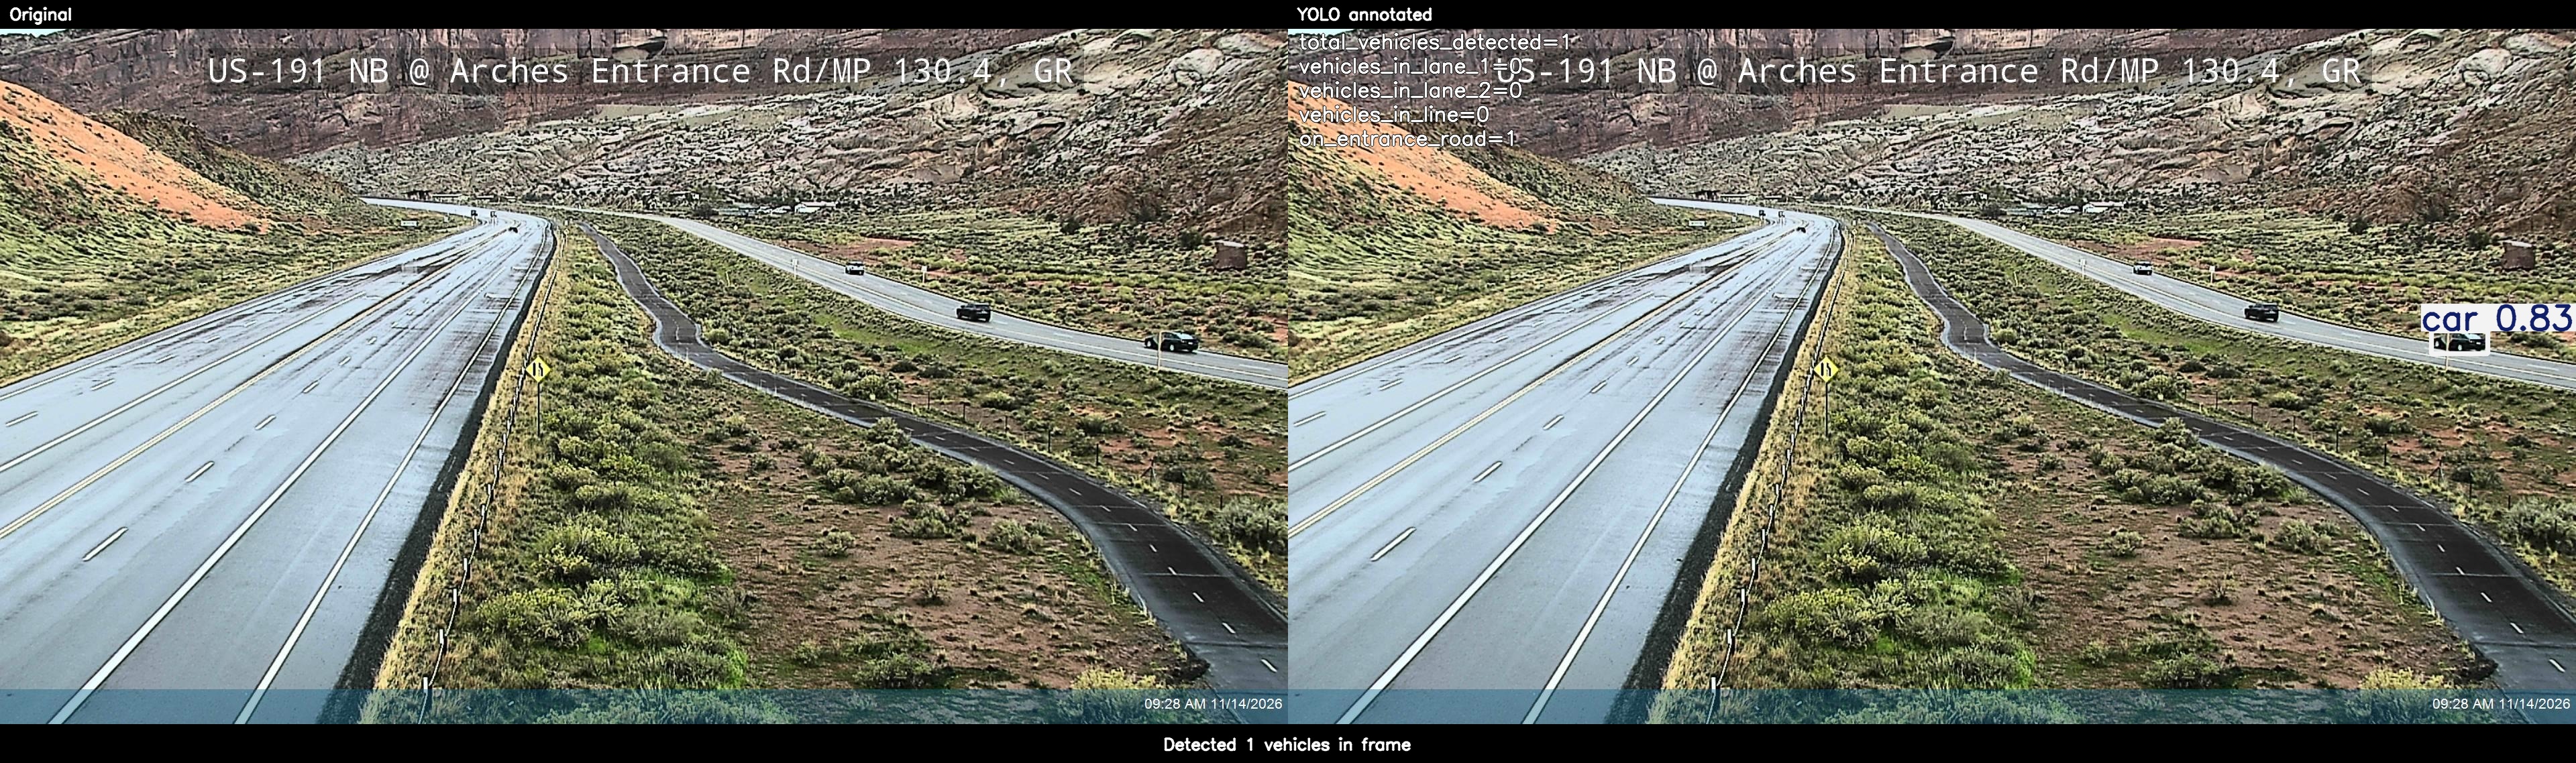 Original
US-191 NB @ Arches Entrance Rd/MP 130.4, GR
09:28 AM 11/14/2026
YOLO annotated
total_vehicles_detected=1
vehicles_in_lane_1=0
US-191 NB @ Arches Entrance Rd/MP 130.4, GR
vehicles_in_lane_2=0
vehicles_in_line=0
on_entrance_road=1
car 0.83
09:28 AM 11/14/2026
Detected 1 vehicles in frame